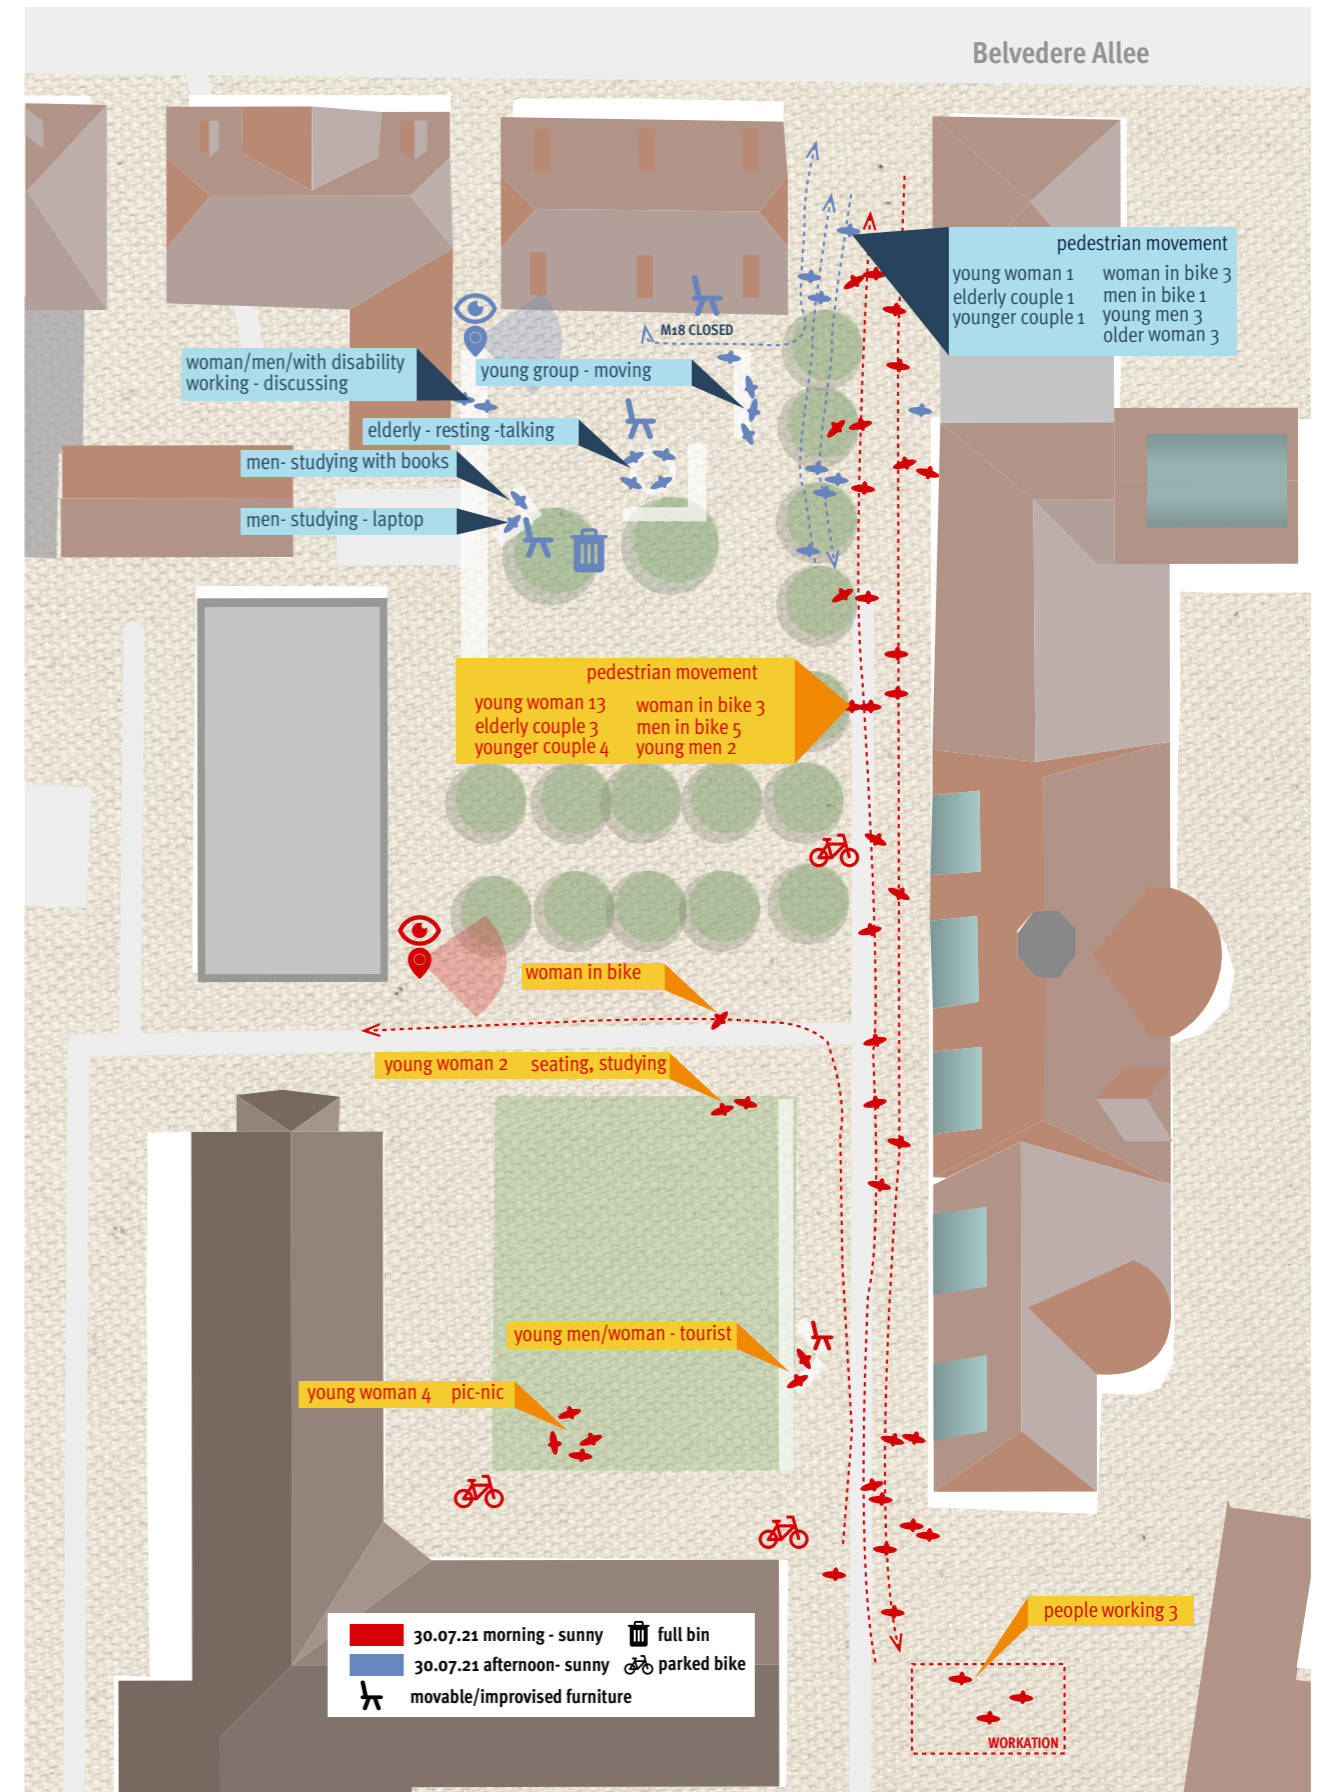 Belvedere Allee
pedestrian movement
young woman 1
elderly couple 1
younger couple 1
woman in bike 3
men in bike 1
young men 3
older woman 3
M18 CLOSED
woman/men/with disability
working - discussing
young group - moving
elderly - resting -talking
men- studying with books
men- studying - laptop
pedestrian movement
young woman 13
elderly couple 3
younger couple 4
woman in bike 3
men in bike 5
young men 2
woman in bike
young woman 2 seating, studying
young men/woman - tourist
young woman 4 pic-nic
people working 3
WORKATION
30.07.21 morning - sunny
30.07.21 afternoon- sunny
movable/improvised furniture
full bin
parked bike